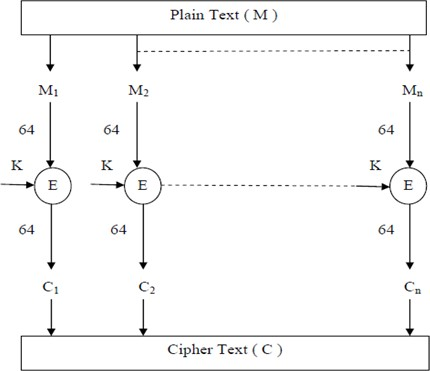 Plain Text ( M )
M1 M2 Mn
64 64 64
K K K
E E E
64 64 64
C1 C2 Cn
Cipher Text ( C )